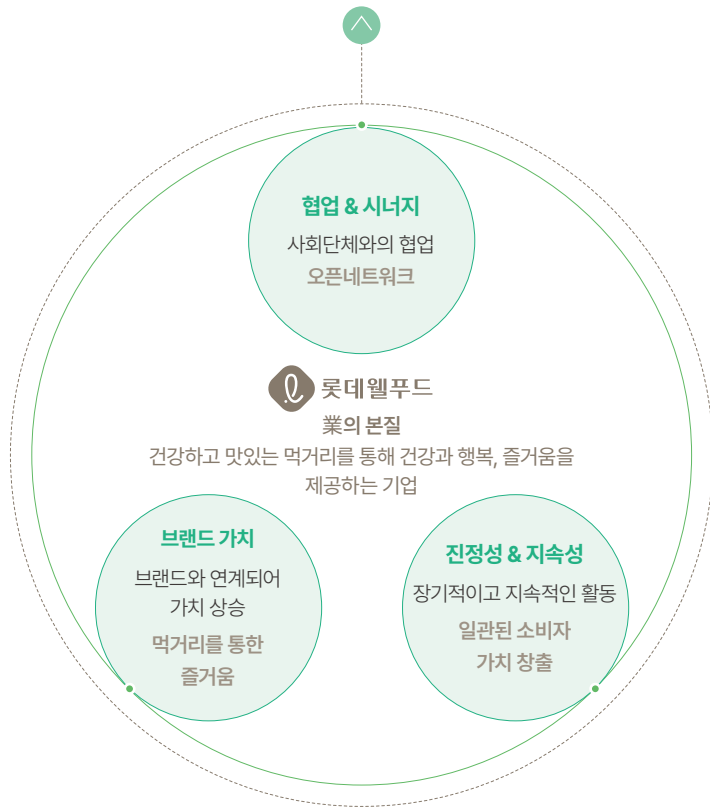 협업 & 시너지
사회단체와의 협업
오픈네트워크
롯데웰푸드
業의 본질
건강하고 맛있는 먹거리를 통해 건강과 행복, 즐거움을
제공하는 기업
브랜드 가치
브랜드와 연계되어
가치 상승
먹거리를 통한
즐거움
진정성 & 지속성
장기적이고 지속적인 활동
일관된 소비자
가치 창출